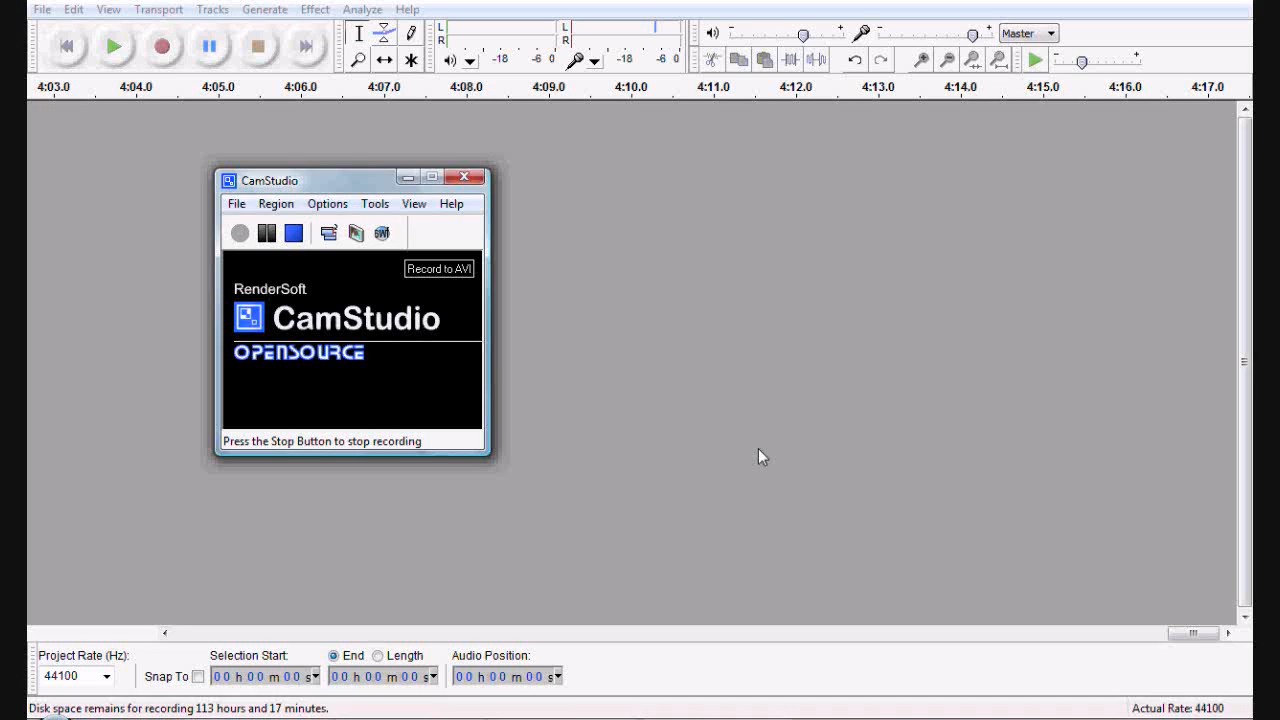 File Edit View Transport Tracks Generate Effect Analyze Help
L
R
L
R
Master
-18 -6 0
-18 -6 0
4:03.0 4:04.0 4:05.0 4:06.0 4:07.0 4:08.0 4:09.0 4:10.0 4:11.0 4:12.0 4:13.0 4:14.0 4:15.0 4:16.0 4:17.0
CamStudio
File Region Options Tools View Help
SWF
Record to AVI
RenderSoft
CamStudio
OPENSOURCE
Press the Stop Button to stop recording
Project Rate (Hz): Selection Start: End Length Audio Position:
44100 Snap To 00 h 00 m 00 s 00 h 00 m 00 s 00 h 00 m 00 s
Disk space remains for recording 113 hours and 17 minutes. Actual Rate: 44100